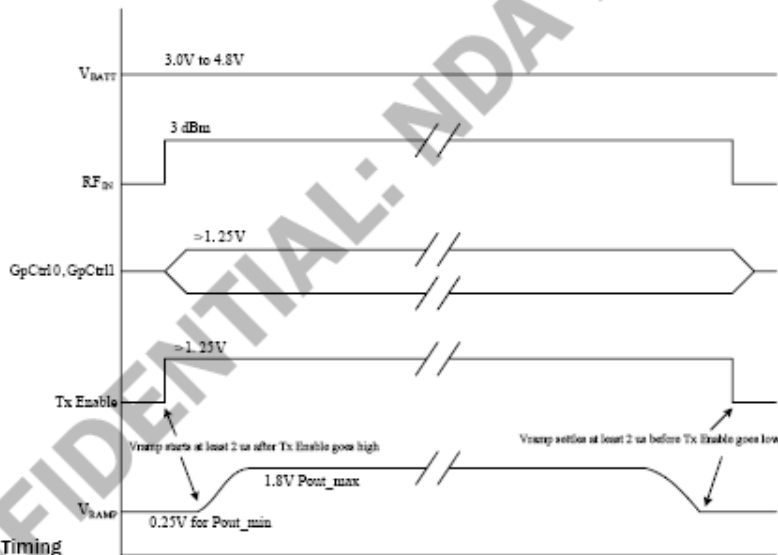 FIDENTIAL: NDA
3.0V to 4.8V
VBATT
3 dBm
RFIN
>1.25V
GpCtrl0, GpCtrl1
>1.25V
Tx Enable
Vramp starts at least 2 us after Tx Enable goes high
Vramp settles at least 2 us before Tx Enable goes low
1.8V Pout_max
VRAMP
0.25V for Pout_min
Timing